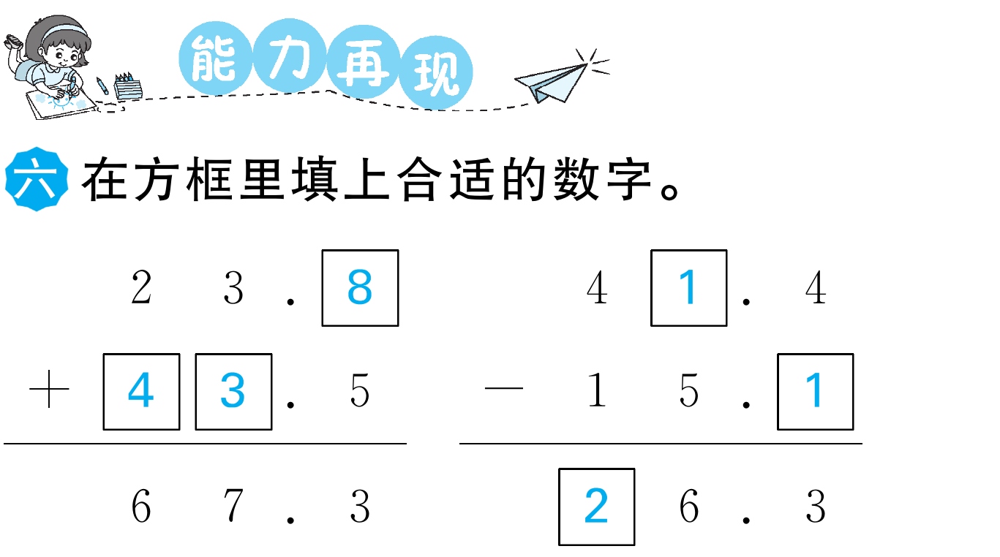 能力再现
六 在方框里填上合适的数字。
2 3 . 8 4 1 . 4
+ 4 3 . 5 - 1 5 . 1
6 7 . 3 2 6 . 3